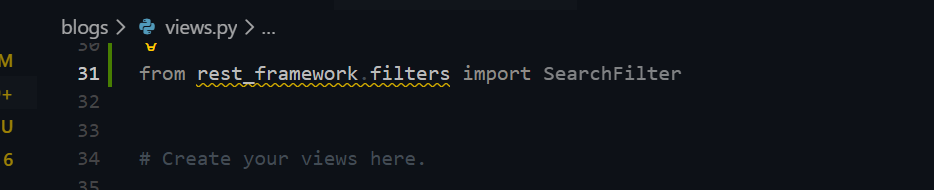 blogs > views.py > ...
30
M
31 from rest_framework.filters import SearchFilter
+
32
U
33
6
34 # Create your views here.
35